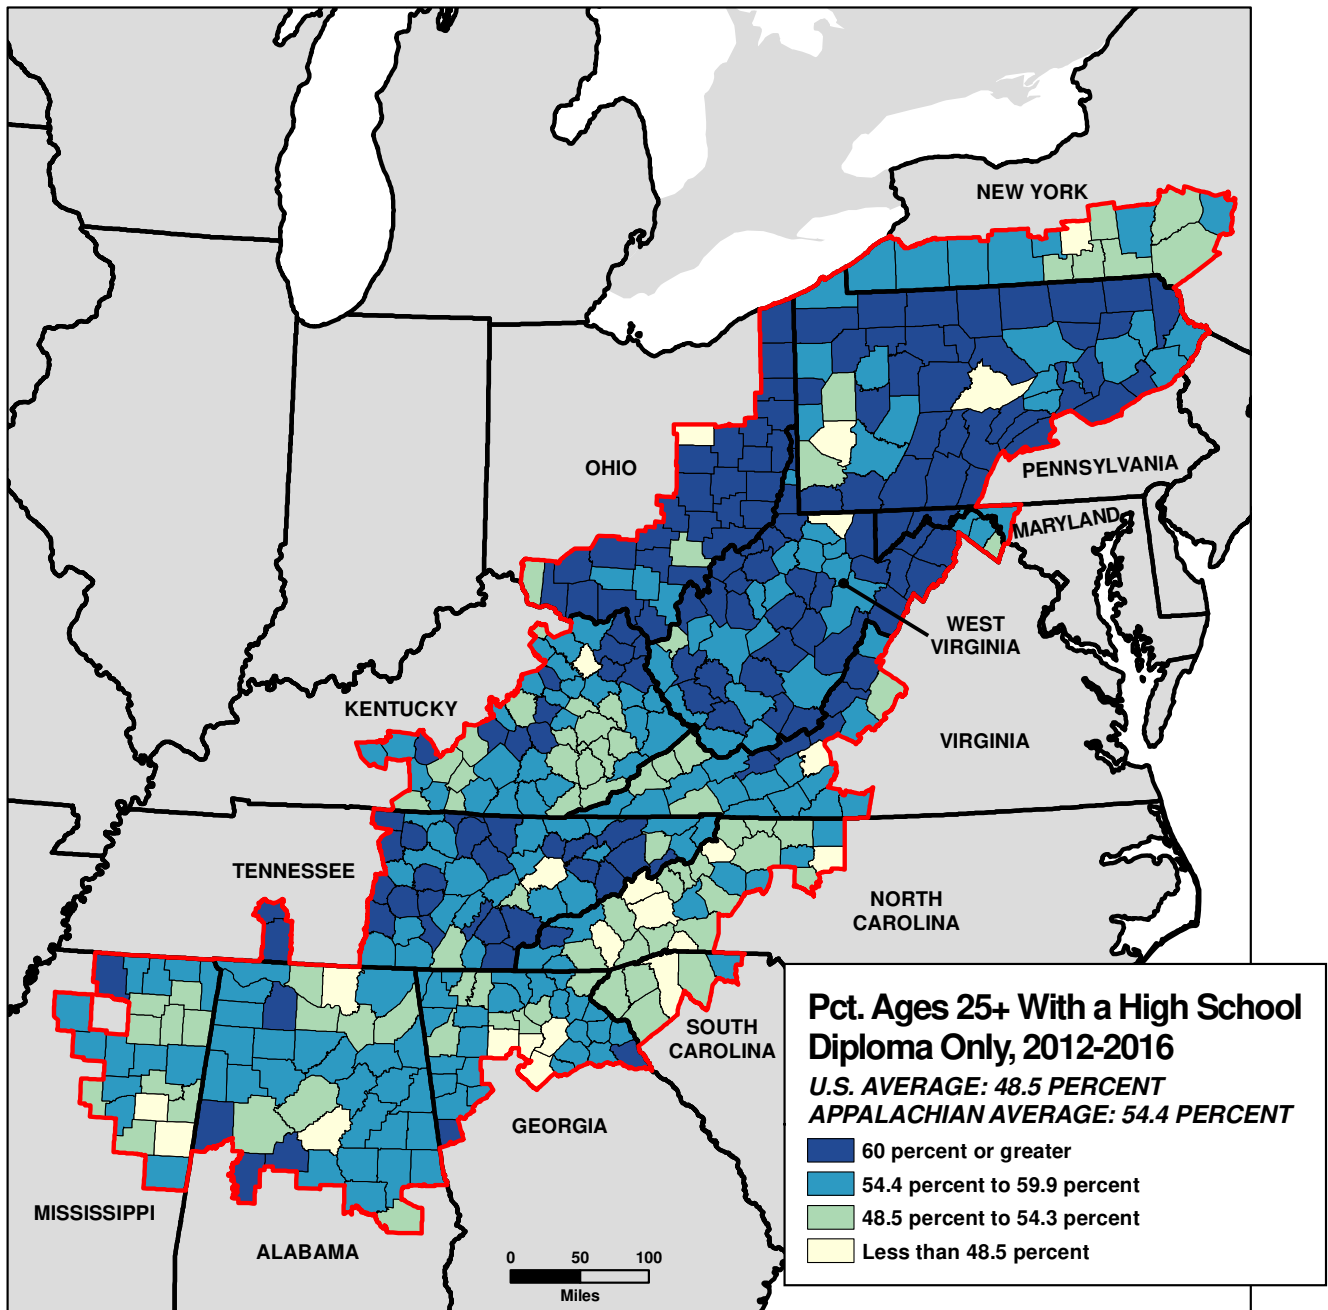 NEW YORK
OHIO
PENNSYLVANIA
MARYLAND
WEST
VIRGINIA
KENTUCKY
VIRGINIA
TENNESSEE
NORTH
CAROLINA
SOUTH
CAROLINA
GEORGIA
MISSISSIPPI
ALABAMA
0 50 100
Miles
Pct. Ages 25+ With a High School
Diploma Only, 2012-2016
U.S. AVERAGE: 48.5 PERCENT
APPALACHIAN AVERAGE: 54.4 PERCENT
60 percent or greater
54.4 percent to 59.9 percent
48.5 percent to 54.3 percent
Less than 48.5 percent